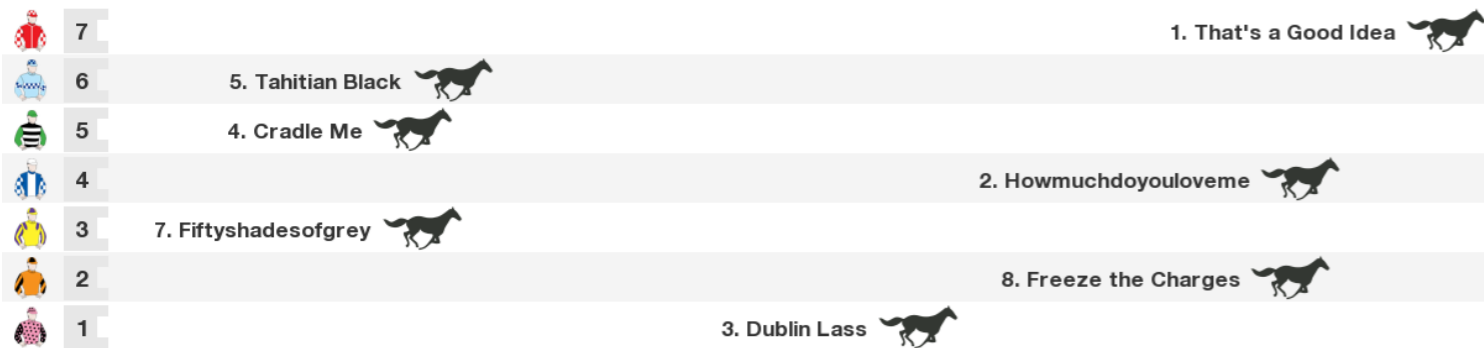 7 1. That's a Good Idea
6 5. Tahitian Black
5 4. Cradle Me
4 2. Howmuchdoyouloveme
3 7. Fiftyshadesofgrey
2 8. Freeze the Charges
1 3. Dublin Lass